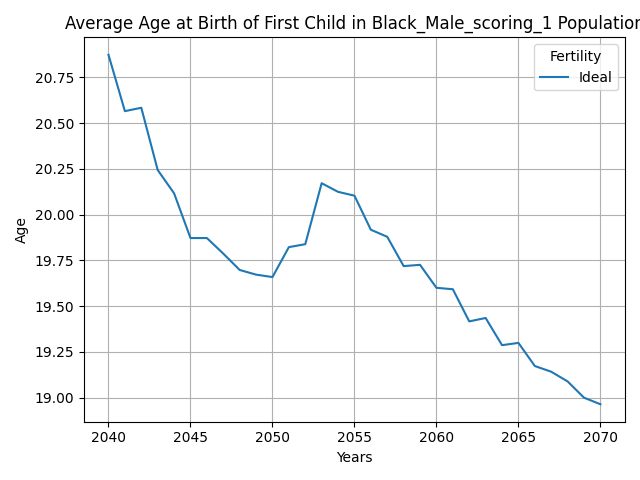 Average Age at Birth of First Child in Black_Male_scoring_1 Population
Fertility
Ideal
Age
20.75
20.50
20.25
20.00
19.75
19.50
19.25
19.00
2040 2045 2050 2055 2060 2065 2070
Years